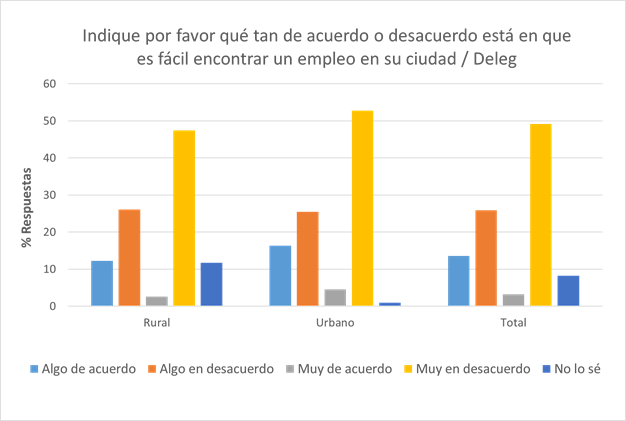 Indique por favor qué tan de acuerdo o desacuerdo está en que
es fácil encontrar un empleo en su ciudad / Deleg
60
50
40
30
20
10
0
% Respuestas
Rural Urbano Total
Algo de acuerdo Algo en desacuerdo Muy de acuerdo Muy en desacuerdo No lo sé